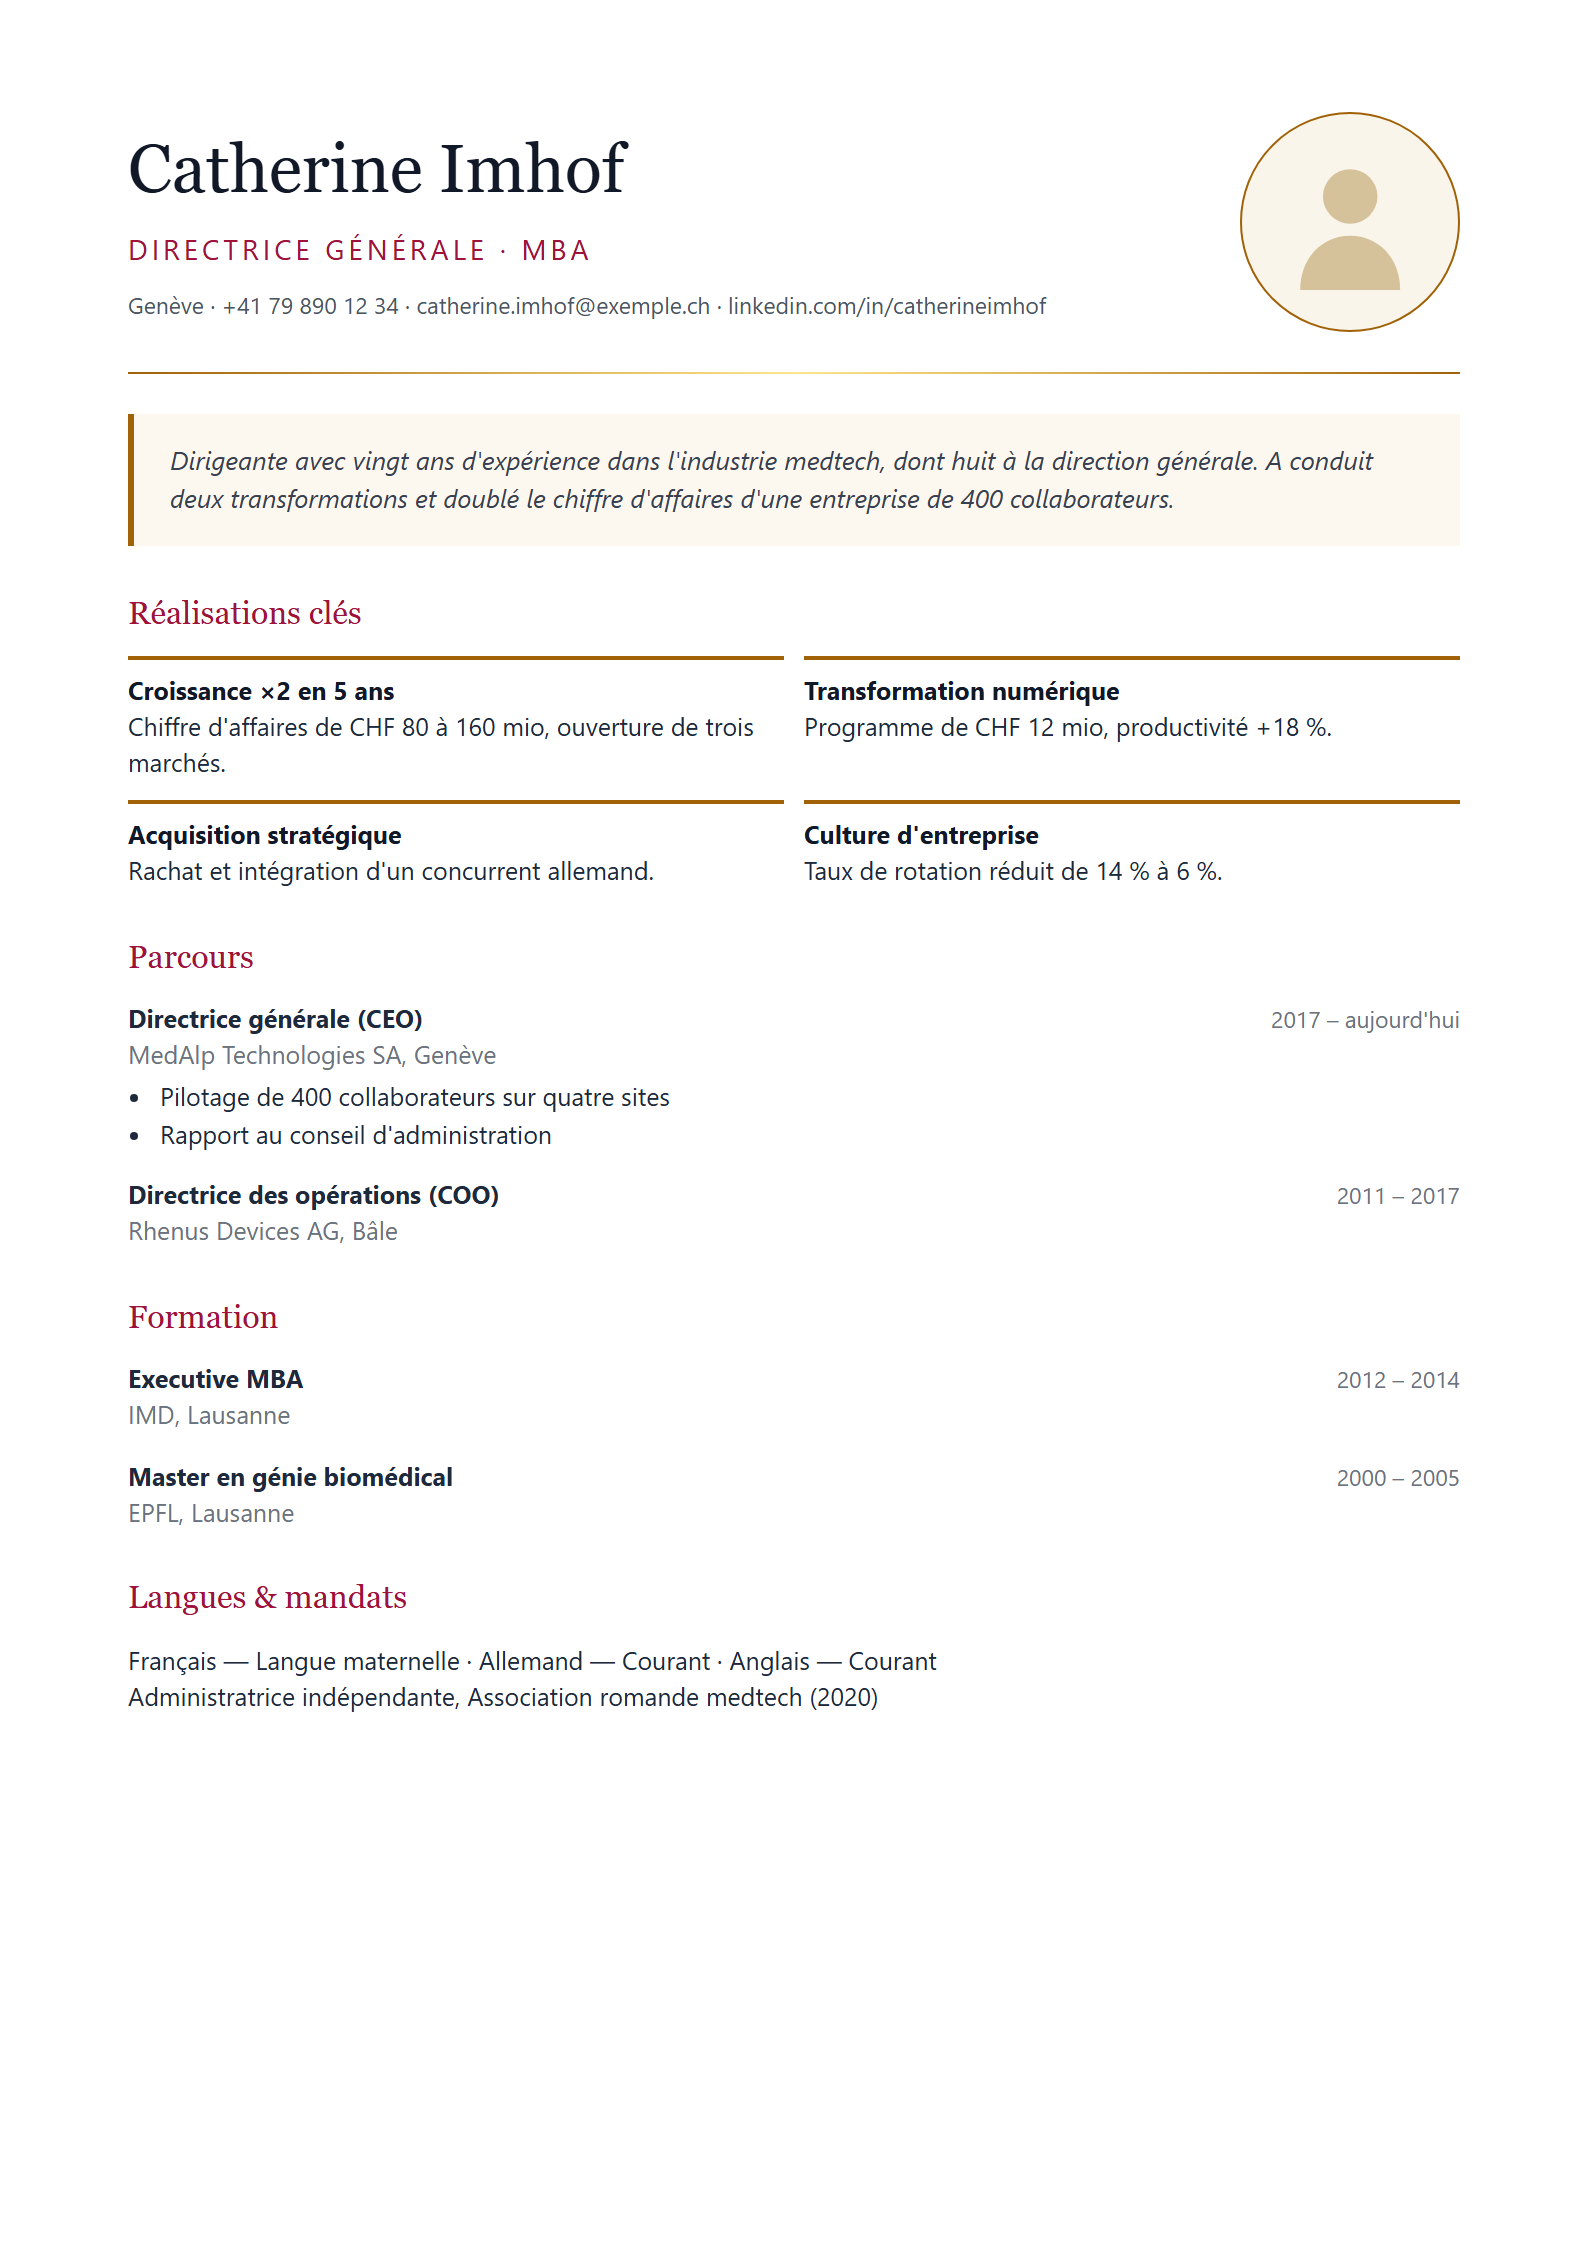 Catherine Imhof
DIRECTRICE GÉNÉRALE · MBA
Genève · +41 79 890 12 34 · catherine.imhof@exemple.ch · linkedin.com/in/catherineimhof
Dirigeante avec vingt ans d'expérience dans l'industrie medtech, dont huit à la direction générale. A conduit
deux transformations et doublé le chiffre d'affaires d'une entreprise de 400 collaborateurs.
Réalisations clés
Croissance ×2 en 5 ans
Chiffre d'affaires de CHF 80 à 160 mio, ouverture de trois
marchés.
Transformation numérique
Programme de CHF 12 mio, productivité +18 %.
Acquisition stratégique
Rachat et intégration d'un concurrent allemand.
Culture d'entreprise
Taux de rotation réduit de 14 % à 6 %.
Parcours
Directrice générale (CEO) 2017 – aujourd'hui
MedAlp Technologies SA, Genève
• Pilotage de 400 collaborateurs sur quatre sites
• Rapport au conseil d'administration
Directrice des opérations (COO) 2011 – 2017
Rhenus Devices AG, Bâle
Formation
Executive MBA 2012 – 2014
IMD, Lausanne
Master en génie biomédical 2000 – 2005
EPFL, Lausanne
Langues & mandats
Français — Langue maternelle · Allemand — Courant · Anglais — Courant
Administratrice indépendante, Association romande medtech (2020)